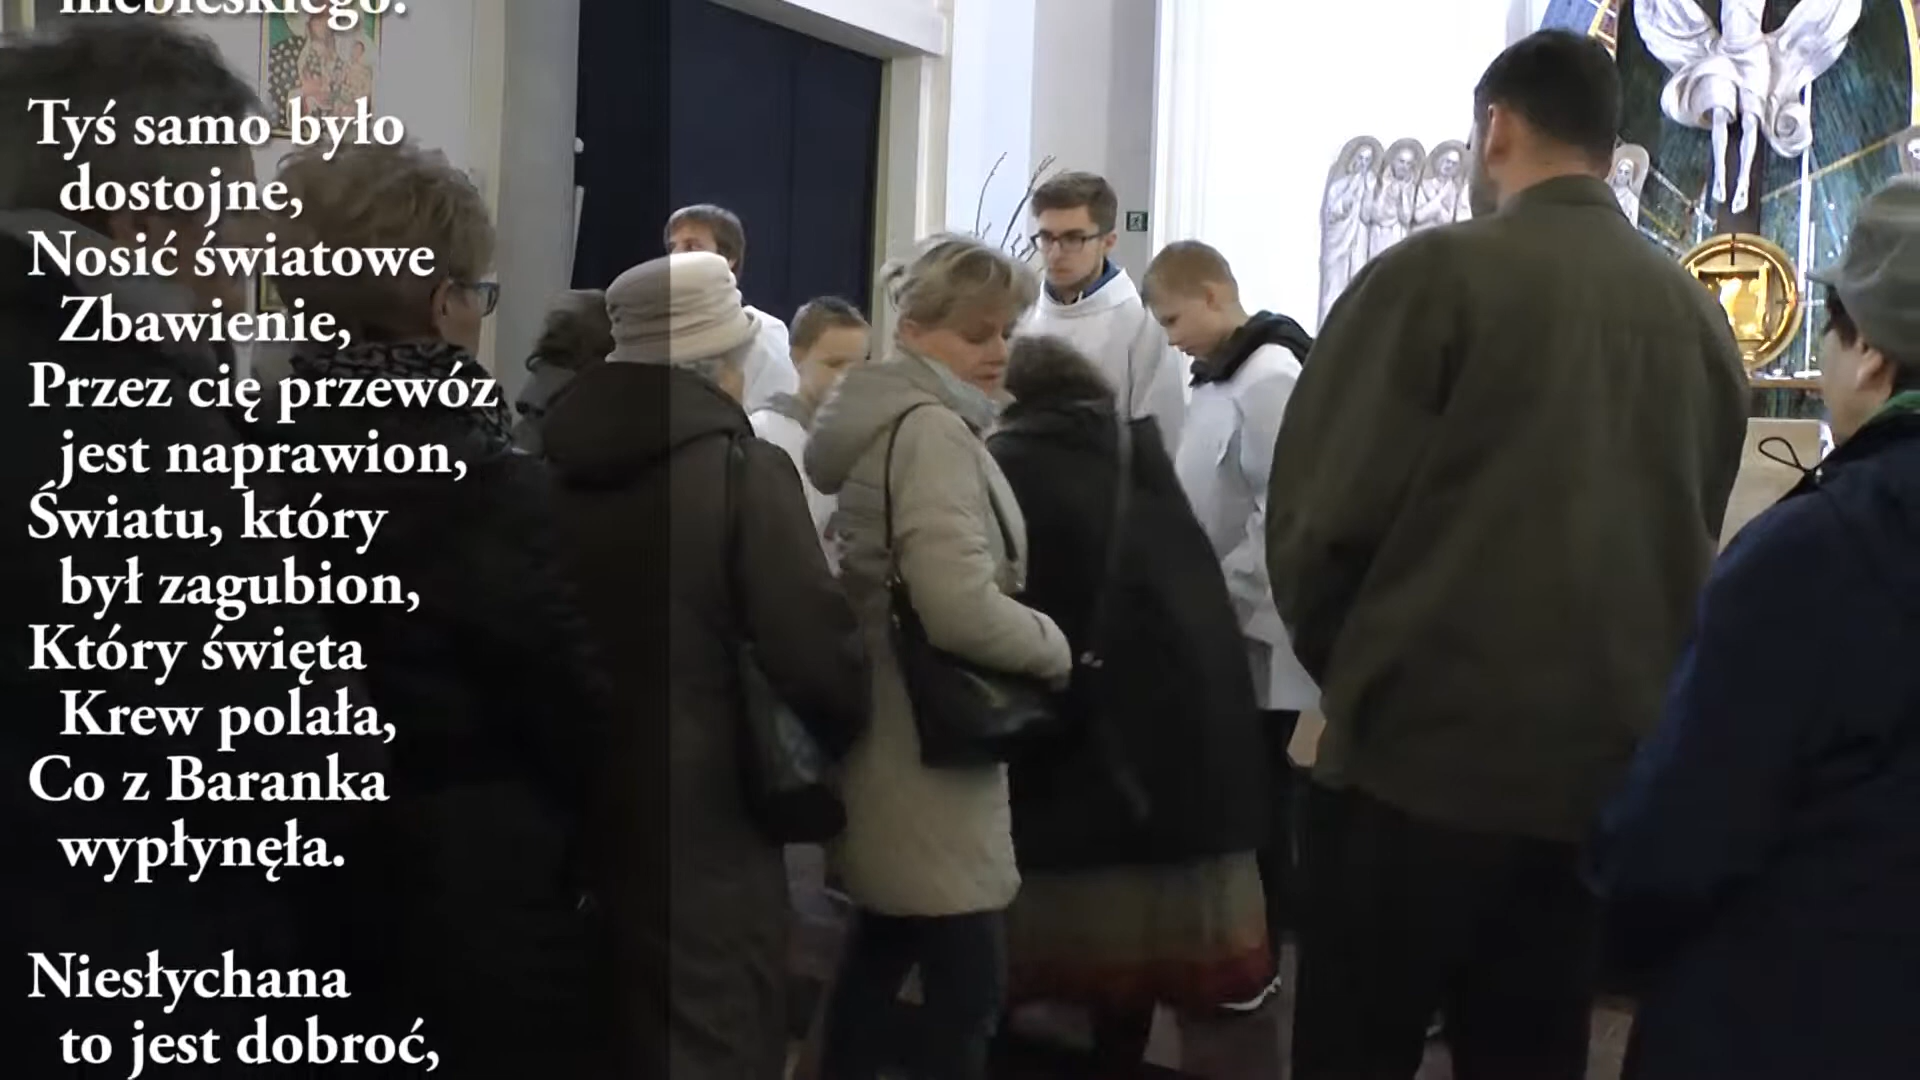 niebieskiego.
Tyś samo było
dostojne,
Nosić światowe
Zbawienie,
Przez cię przewóz
jest naprawion,
Światu, który
był zagubion,
Który święta
Krew polała,
Co z Baranka
wypłynęła.
Niesłychana
to jest dobroć,